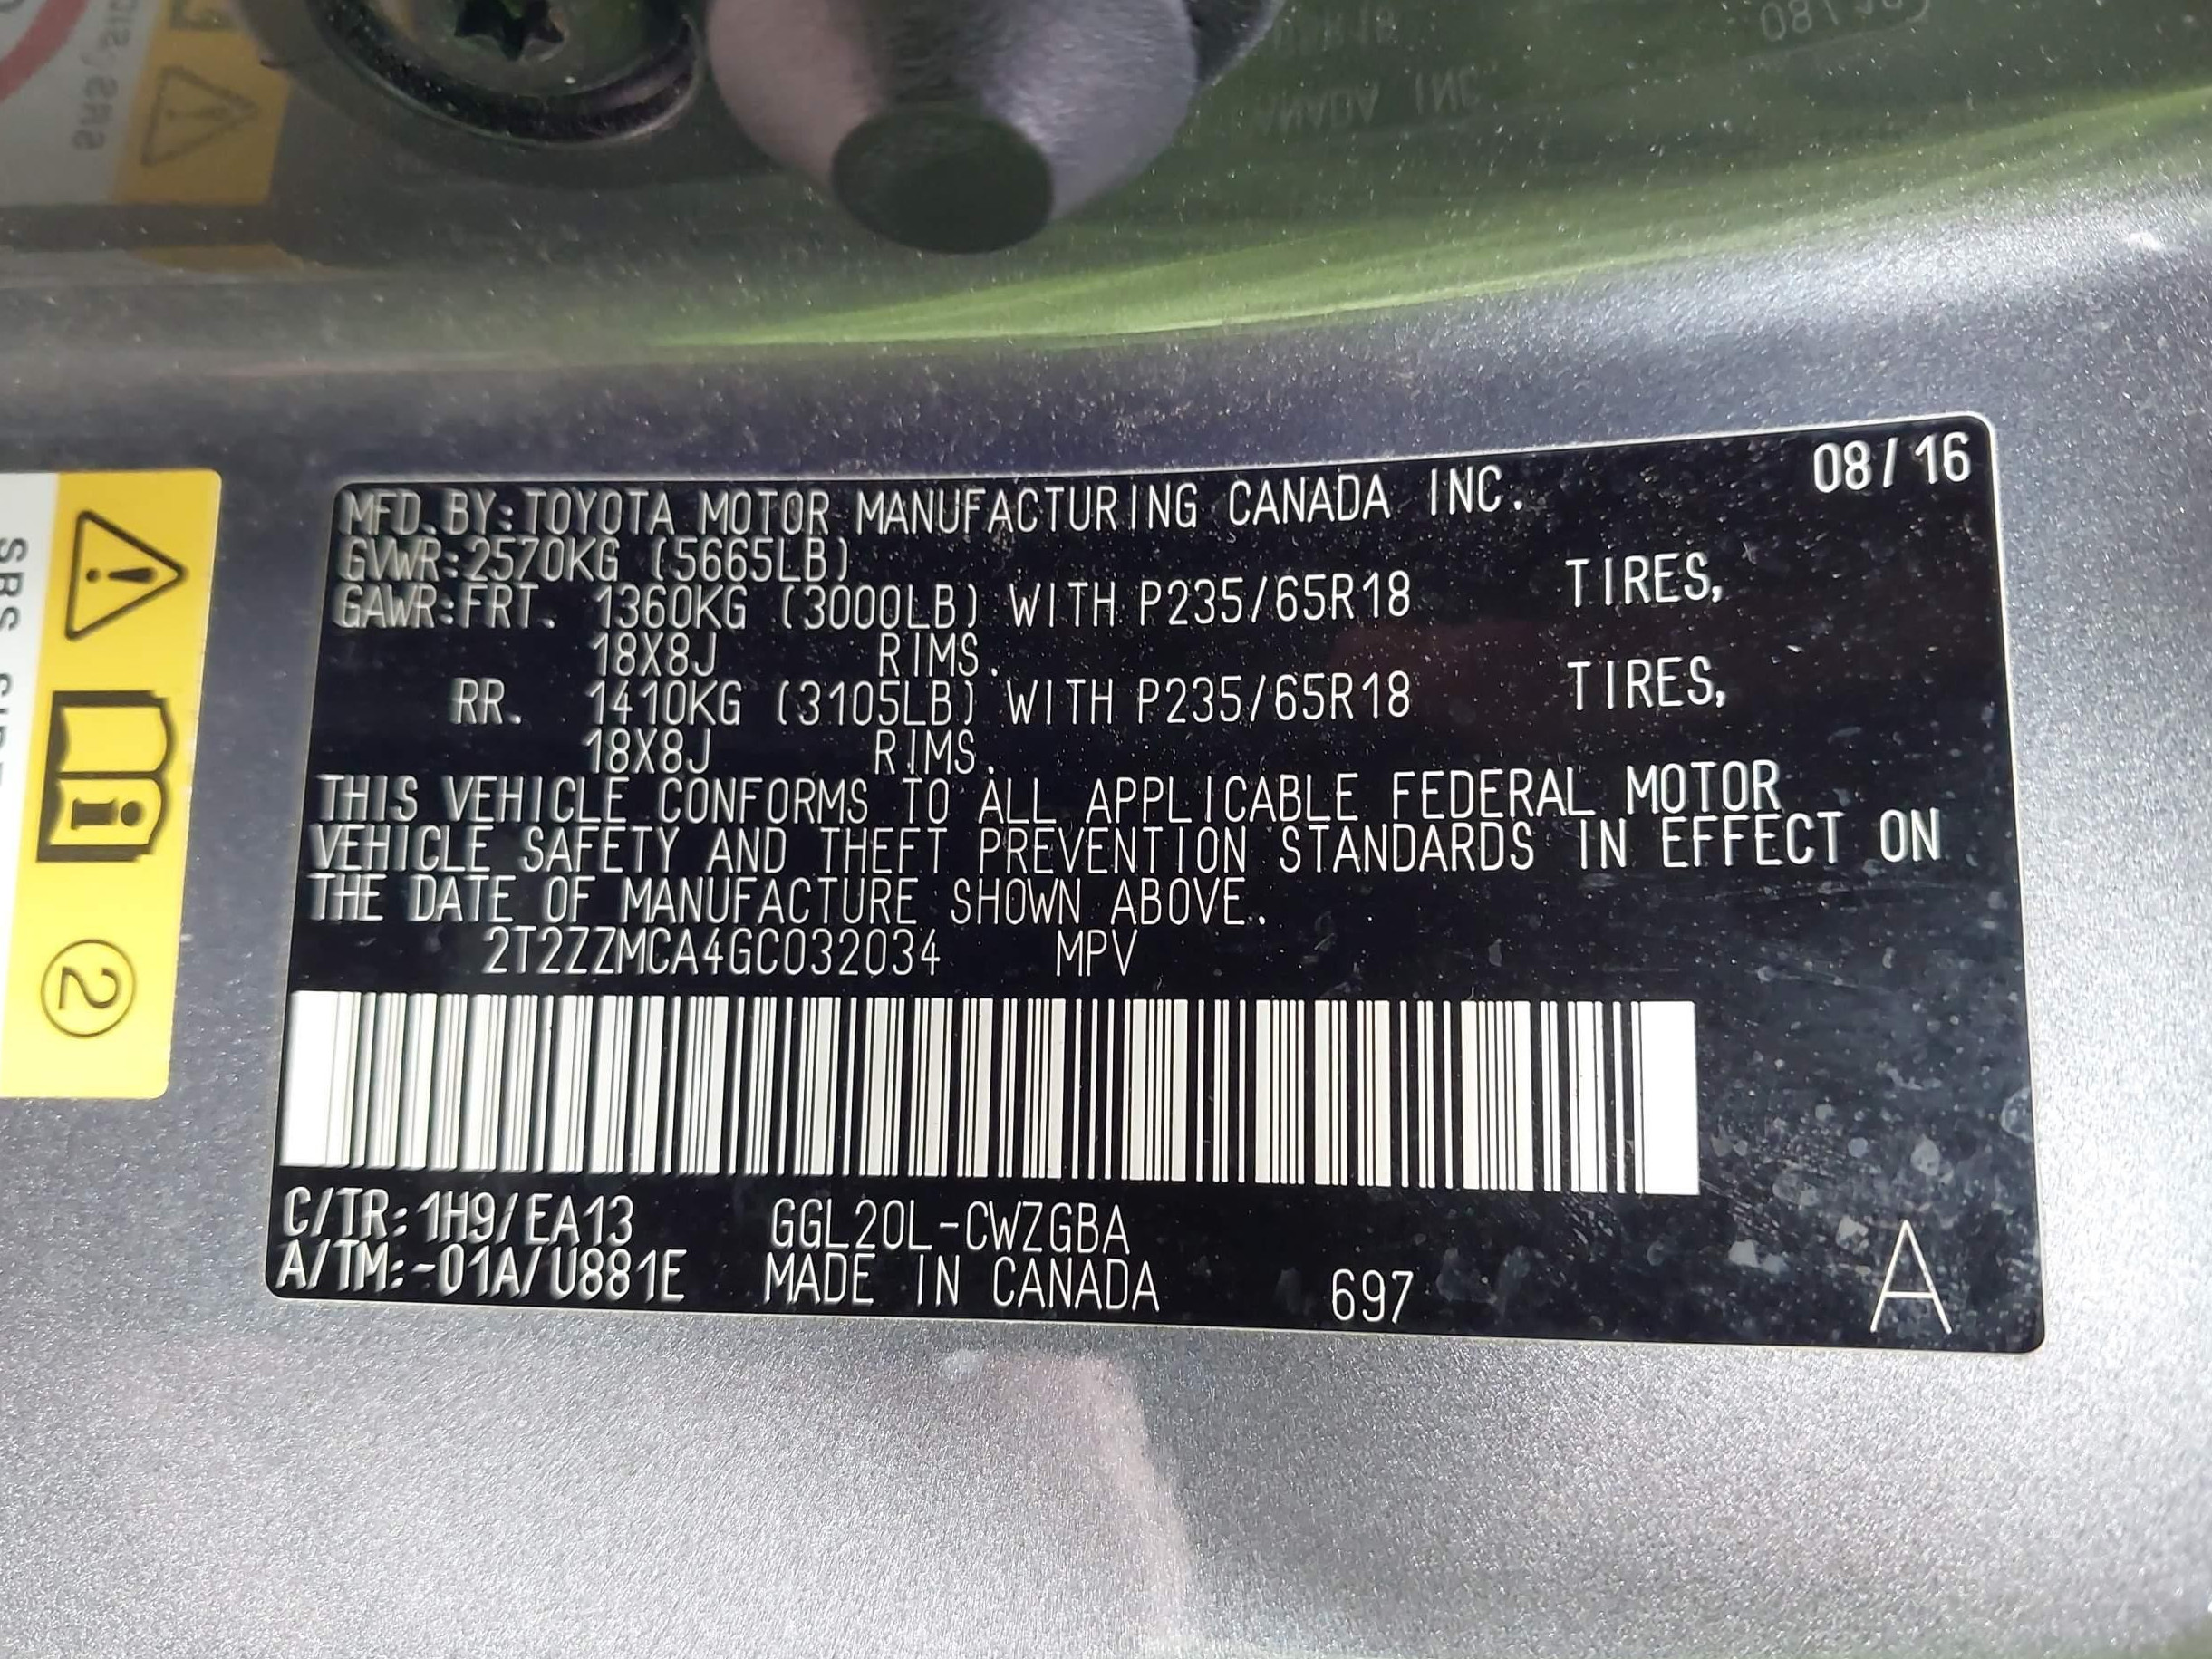 MFD.BY:TOYOTA MOTOR MANUFACTURING CANADA INC. 08/16
GVWR:2570KG (5665LB)
GAWR:FRT. 1360KG (3000LB) WITH P235/65R18 TIRES,
18X8J RIMS.
RR. 1410KG (3105LB) WITH P235/65R18 TIRES,
18X8J RIMS.
THIS VEHICLE CONFORMS TO ALL APPLICABLE FEDERAL MOTOR
VEHICLE SAFETY AND THEFT PREVENTION STANDARDS IN EFFECT ON
THE DATE OF MANUFACTURE SHOWN ABOVE.
2T2ZZMCA4GC032034 MPV
C/TR:1H9/EA13 GGL20L-CWZGBA
A/TM:-01A/U881E MADE IN CANADA 697 A
SRS
2